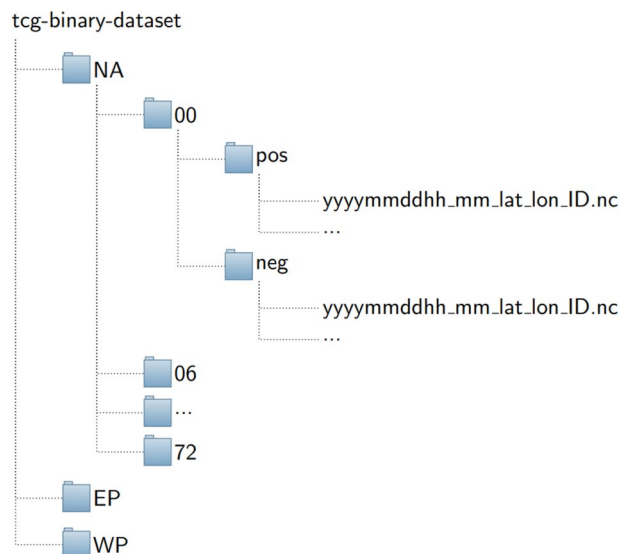 tcg-binary-dataset
NA
00
pos
yyyymmddhh_mm_lat_lon_ID.nc
...
neg
yyyymmddhh_mm_lat_lon_ID.nc
...
06
...
72
EP
WP